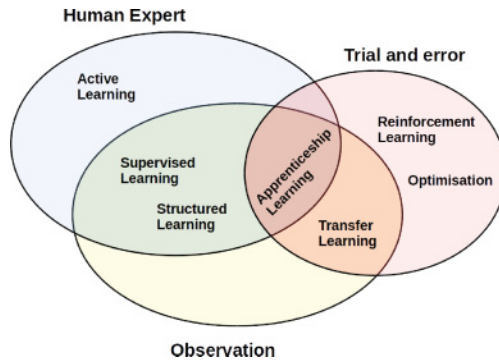 Human Expert
Trial and error
Active
Learning
Reinforcement
Learning
Supervised
Learning
Apprenticeship
Learning
Optimisation
Structured
Learning
Transfer
Learning
Observation